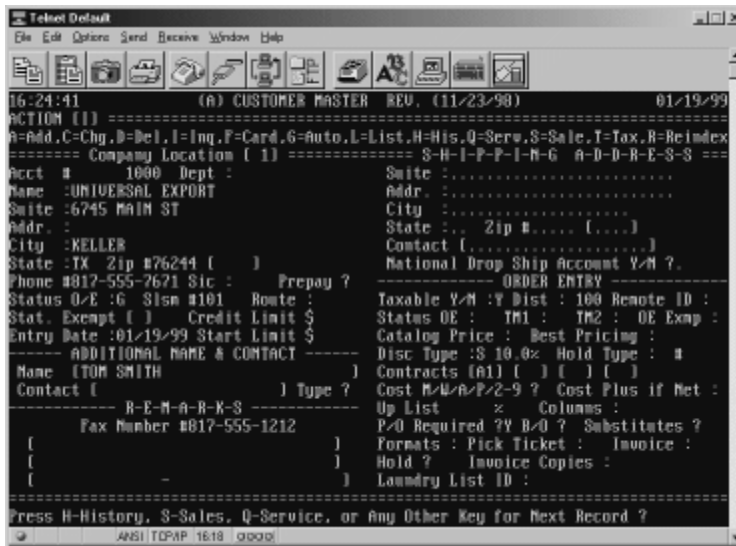 Telnet Default
File Edit Options Send Receive Window Help
16:24:41 (A) CUSTOMER MASTER REV. (11/23/98) 01/19/99
ACTION [I] ==============================================================
A=Add,C=Chg,D=Del,I=Inq,F=Card,G=Auto,L=List,H=His,Q=Serv,S=Sale,T=Tax,R=Reindex
======== Company Location [ 1] =============== S-H-I-P-P-I-N-G A-D-D-R-E-S-S ===
Acct # 1000 Dept : Suite :.........................
Name :UNIVERSAL EXPORT Addr. :.........................
Suite :6745 MAIN ST City :....................
Addr. : State :.. Zip #..... [....]
City :KELLER Contact [....................]
State :TX Zip #76244 [ ] National Drop Ship Account Y/N ?.
Phone #817-555-7671 Sic : Prepay ? ------------- ORDER ENTRY -------------
Status O/E :G Slsm #101 Route : Taxable Y/N :Y Dist : 100 Remote ID :
Stat. Exempt [ ] Credit Limit $ Status OE : TM1 : TM2 : OE Exmp :
Entry Date :01/19/99 Start Limit $ Catalog Price : Best Pricing :
------ ADDITIONAL NAME & CONTACT ------ Disc Type :S 10.0% Hold Type : #
Name [TOM SMITH ] Contracts [A1] [ ] [ ] [ ]
Contact [ ] Type ? Cost M/W/A/P/2-9 ? Cost Plus if Net :
------------- R-E-M-A-R-K-S ------------- Up List % Columns :
Fax Number #817-555-1212 P/O Required ?Y B/O ? Substitutes ?
[ ] Formats : Pick Ticket : Invoice :
[ ] Hold ? Invoice Copies :
[ ] Laundry List ID :
================================================================================
Press H-History, S-Sales, Q-Service, or Any Other Key for Next Record ?
ANSI TCP/IP 16:18